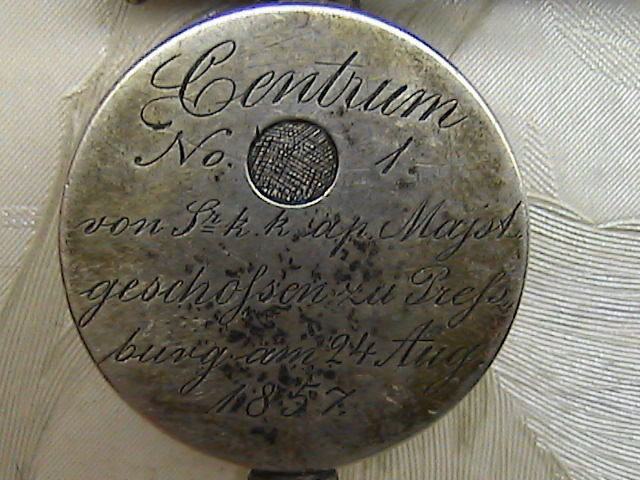 Centrum
No. 1.
von Sr k. k. ap. Majst
geschoſsen zu Preſs
burg am 24 Aug
1857.